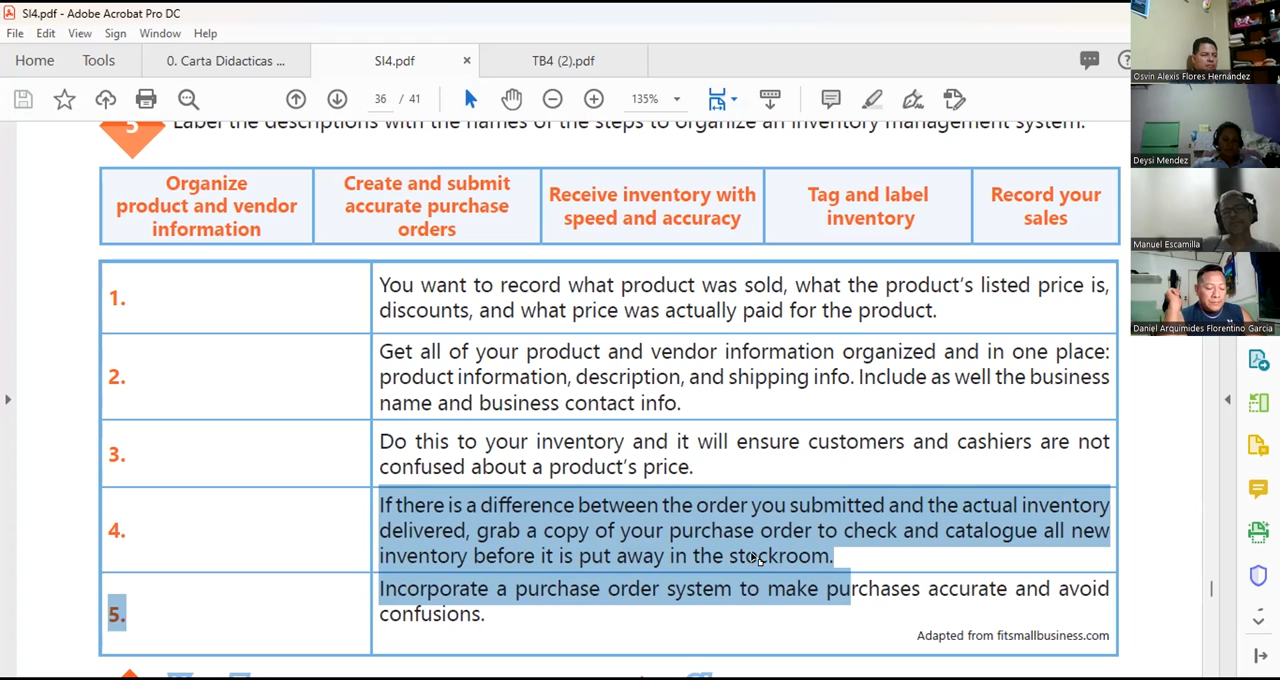 SI4.pdf - Adobe Acrobat Pro DC
File Edit View Sign Window Help
Home Tools 0. Carta Didacticas ... SI4.pdf × TB4 (2).pdf
36 / 41 135%
Label the descriptions with the names of the steps to organize an inventory management system.
Organize
product and vendor
information
Create and submit
accurate purchase
orders
Receive inventory with
speed and accuracy
Tag and label
inventory
Record your
sales
1.
You want to record what product was sold, what the product's listed price is,
discounts, and what price was actually paid for the product.
2.
Get all of your product and vendor information organized and in one place:
product information, description, and shipping info. Include as well the business
name and business contact info.
3.
Do this to your inventory and it will ensure customers and cashiers are not
confused about a product's price.
4.
If there is a difference between the order you submitted and the actual inventory
delivered, grab a copy of your purchase order to check and catalogue all new
inventory before it is put away in the stockroom.
5.
Incorporate a purchase order system to make purchases accurate and avoid
confusions.
Adapted from fitsmallbusiness.com
Osvin Alexis Flores Hernández
Deysi Mendez
Manuel Escamilla
Daniel Arquimides Florentino Garcia